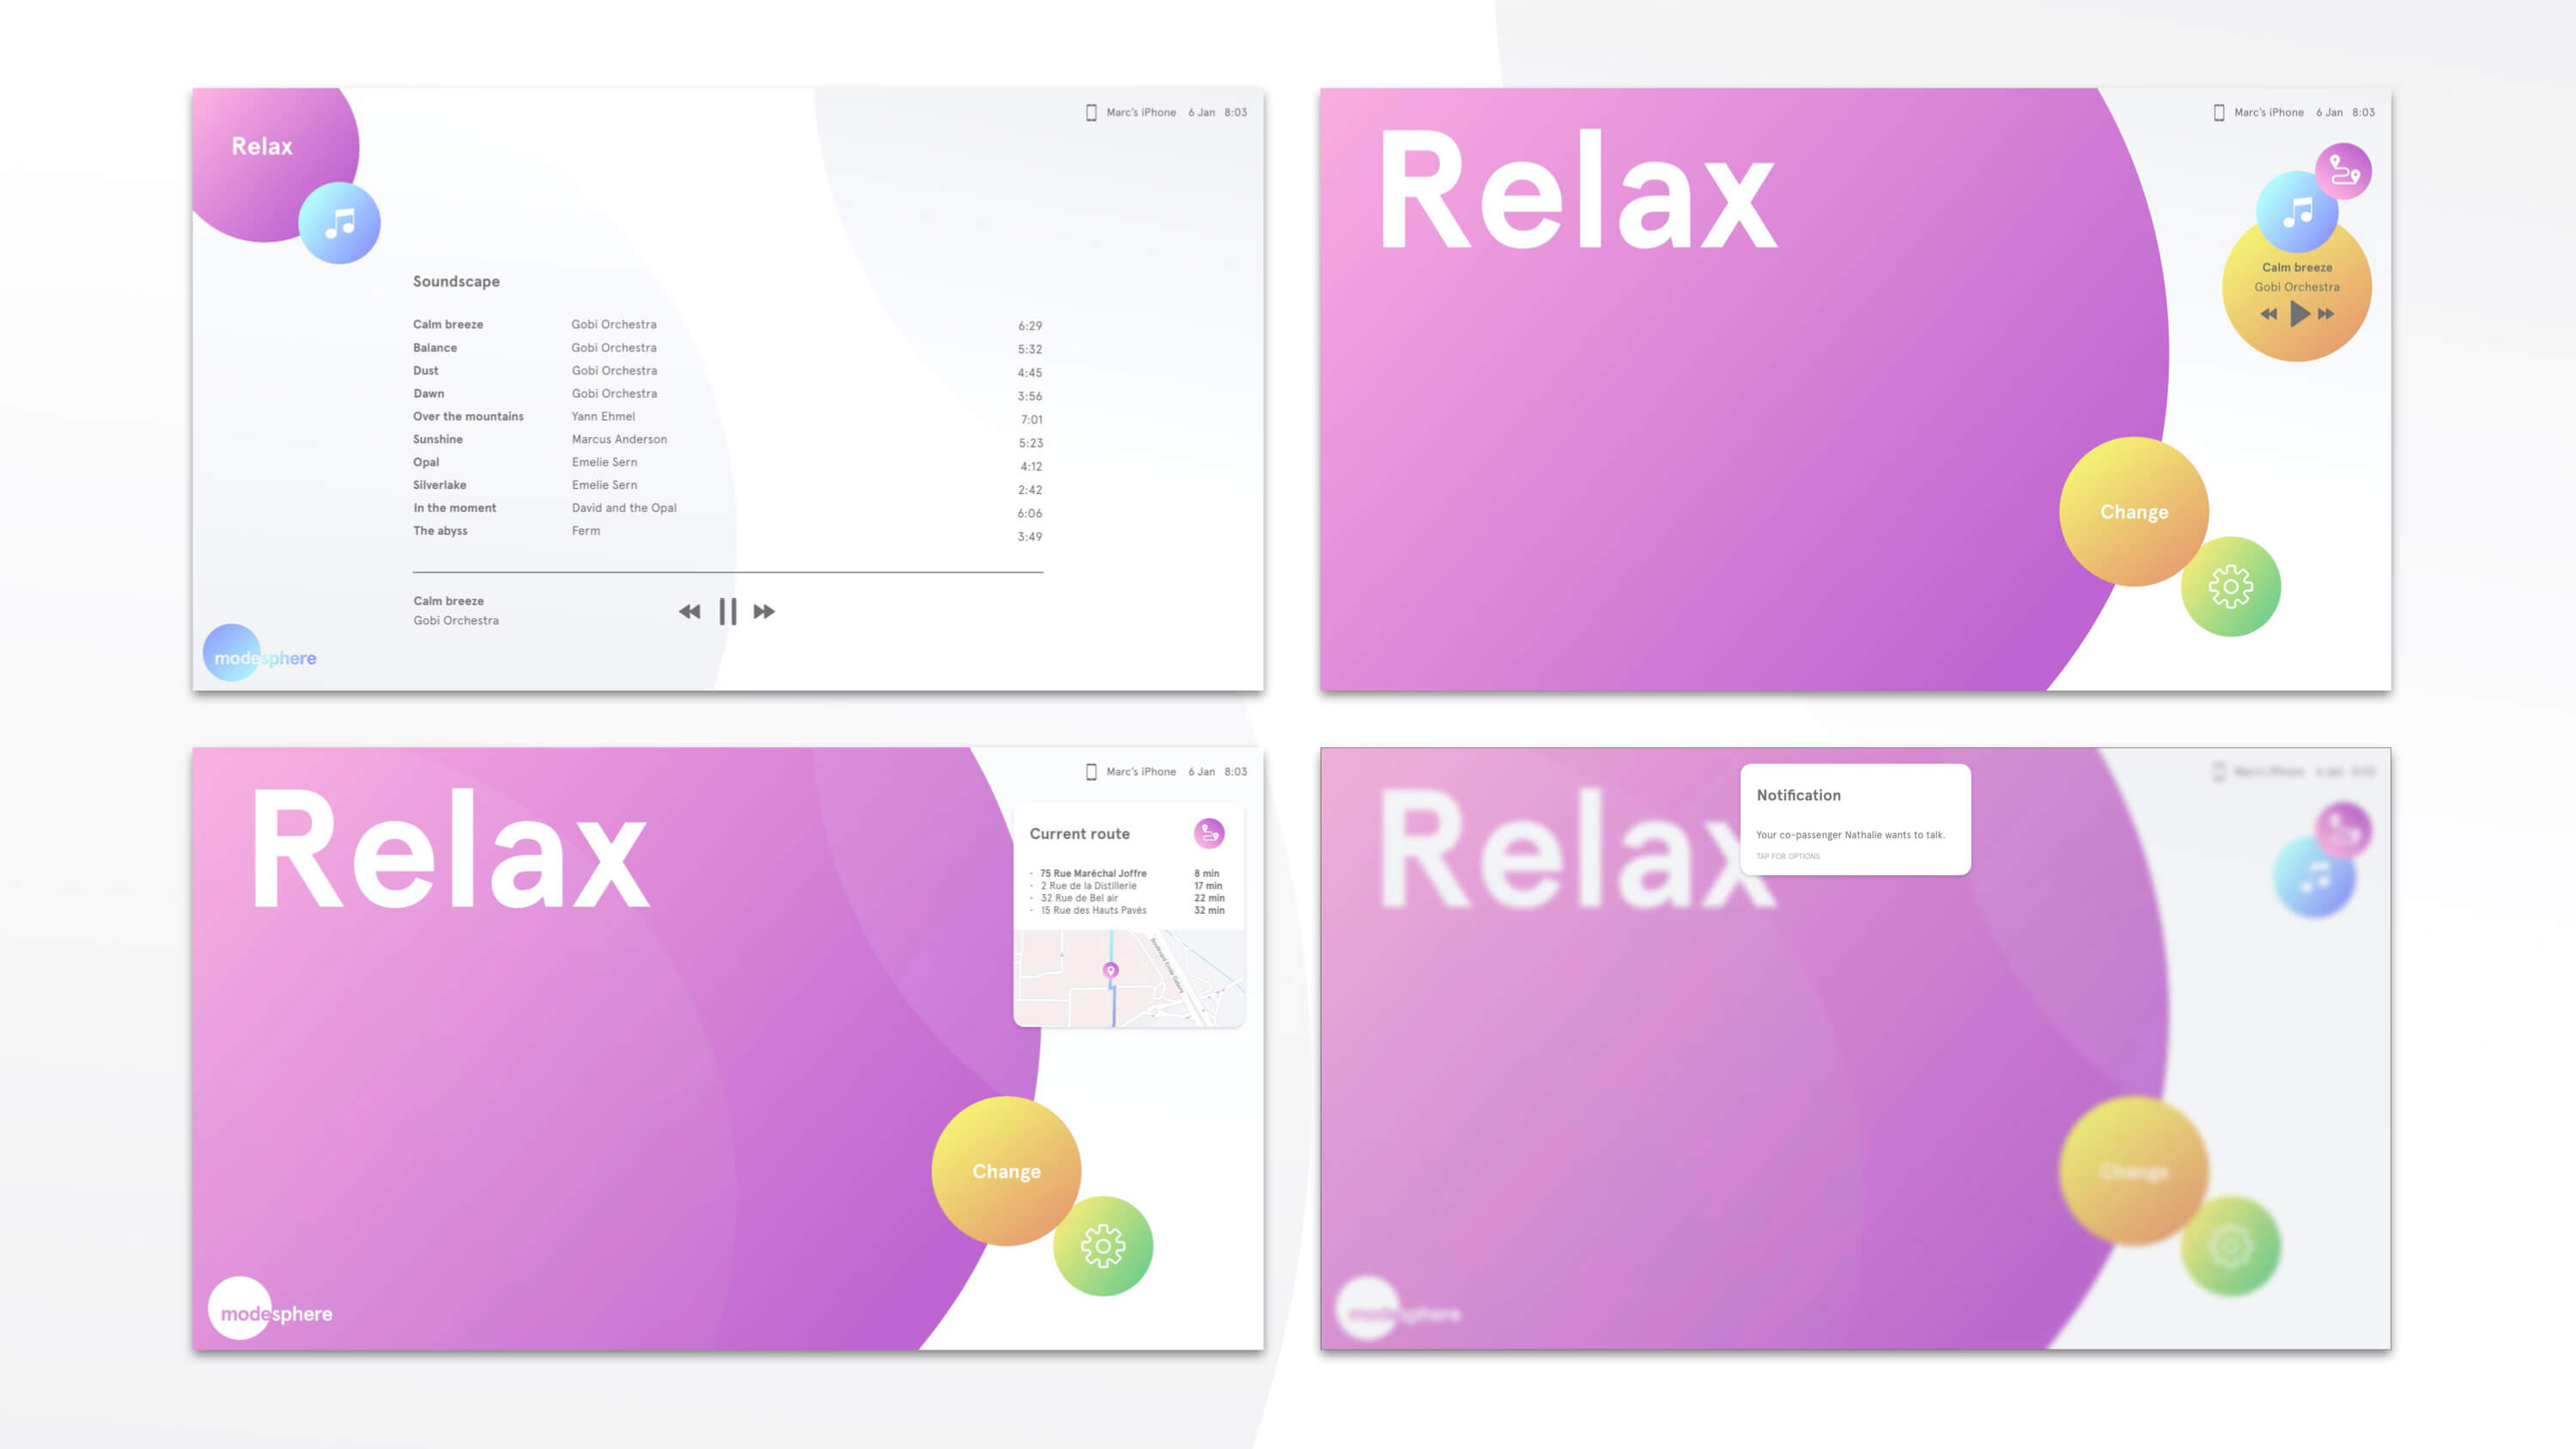 Relax
Marc's iPhone 6 Jan 8:03
Soundscape
Calm breeze Gobi Orchestra 6:29
Balance Gobi Orchestra 5:32
Dust Gobi Orchestra 4:45
Dawn Gobi Orchestra 3:56
Over the mountains Yann Ehmel 7:01
Sunshine Marcus Anderson 5:23
Opal Emelie Sern 4:12
Silverlake Emelie Sern 2:42
In the moment David and the Opal 6:06
The abyss Ferm 3:49
Calm breeze
Gobi Orchestra
modesphere
Relax
Marc's iPhone 6 Jan 8:03
Calm breeze
Gobi Orchestra
Change
Relax
Marc's iPhone 6 Jan 8:03
Current route
· 75 Rue Maréchal Joffre 8 min
· 2 Rue de la Distillerie 17 min
· 32 Rue de Bel air 22 min
· 15 Rue des Hauts Pavés 32 min
Change
modesphere
Relax
Marc's iPhone 6 Jan 8:03
Notification
Your co-passenger Nathalie wants to talk.
TAP FOR OPTIONS
Change
modesphere